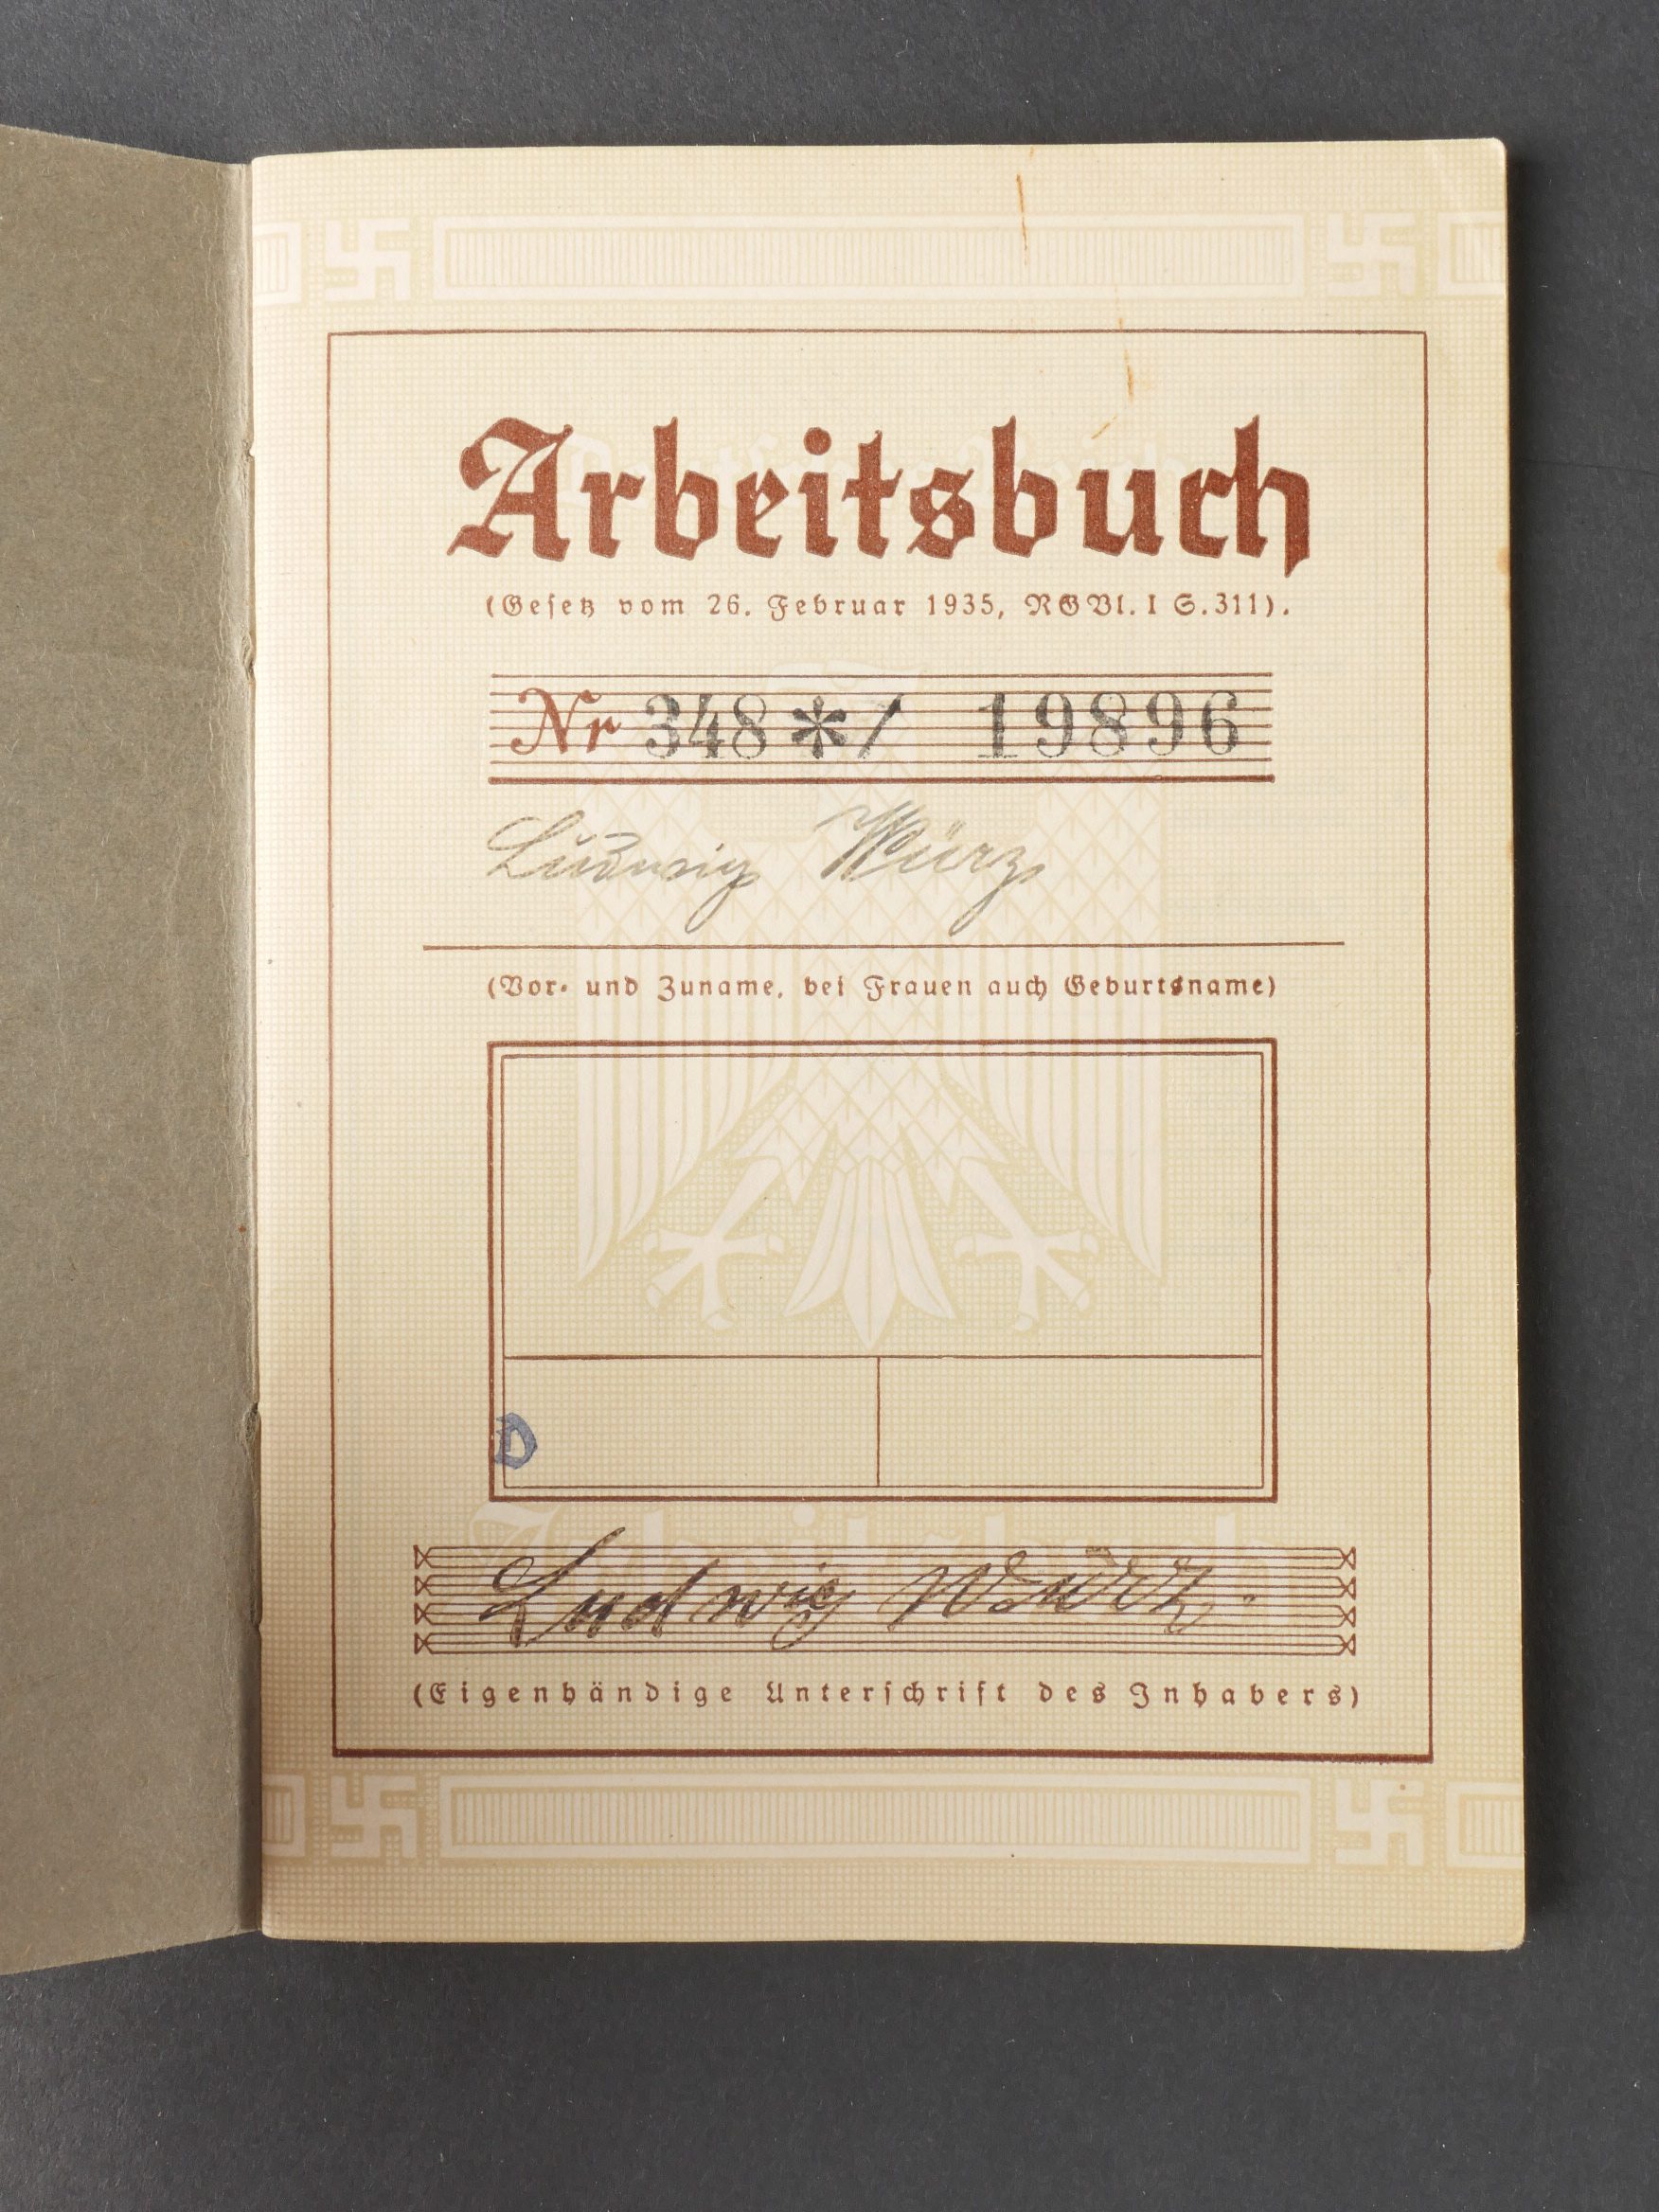 Arbeitsbuch
(Gesetz vom 26. Februar 1935, RGBl. I S. 311).
Nr 348*/ 19896
Ludwig Würz
(Vor- und Zuname, bei Frauen auch Geburtsname)
D
Ludwig Würz.
(Eigenhändige Unterschrift des Inhabers)